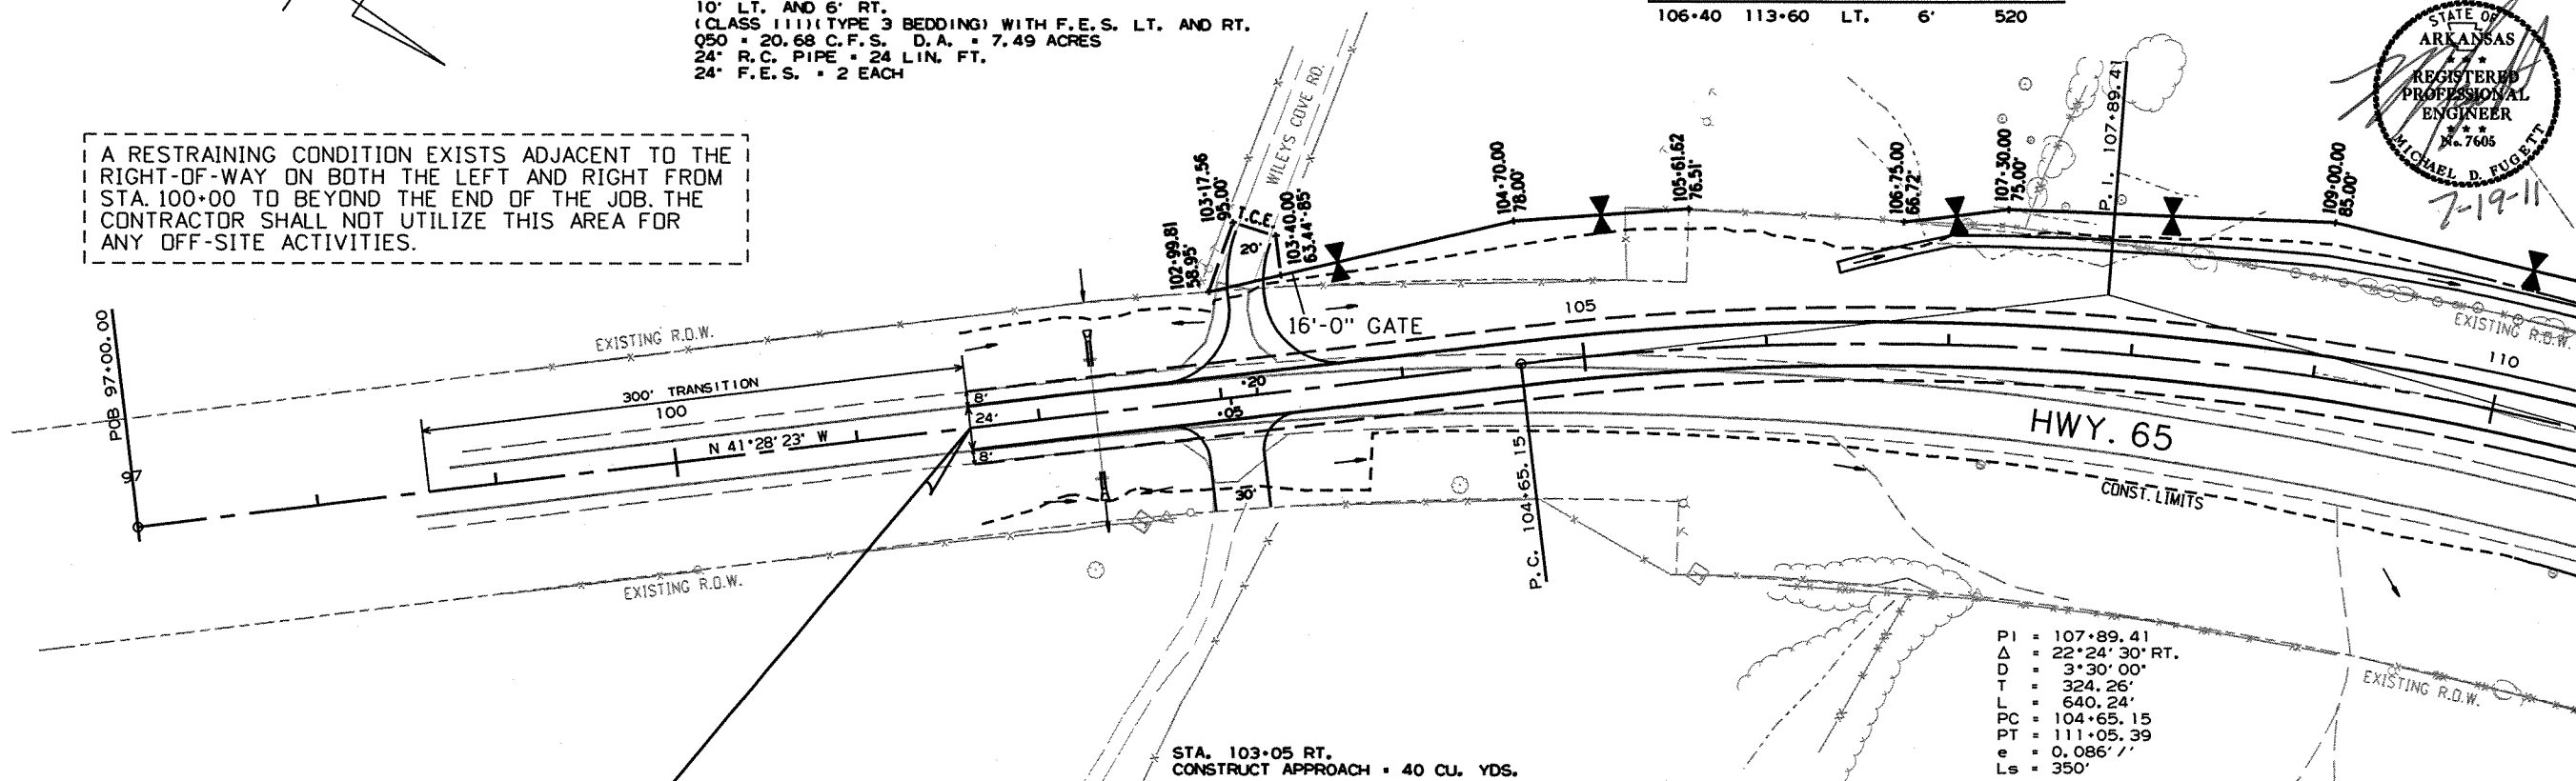 10' LT. AND 6' RT.
(CLASS III)(TYPE 3 BEDDING) WITH F.E.S. LT. AND RT.
Q50 = 20.68 C.F.S. D.A. = 7.49 ACRES
24" R.C. PIPE = 24 LIN. FT.
24" F.E.S. = 2 EACH
106+40 113+60 LT. 6' 520
STATE OF
ARKANSAS
REGISTERED
PROFESSIONAL
ENGINEER
No. 7605
MICHAEL D. FUGETT
7-19-11
A RESTRAINING CONDITION EXISTS ADJACENT TO THE
RIGHT-OF-WAY ON BOTH THE LEFT AND RIGHT FROM
STA. 100+00 TO BEYOND THE END OF THE JOB. THE
CONTRACTOR SHALL NOT UTILIZE THIS AREA FOR
ANY OFF-SITE ACTIVITIES.
WILEYS COVE RD.
102+99.81
58.95'
103+17.56
95.00'
T.C.E.
20'
103+40.00
63.44'-85'
104+70.00
78.00'
105+61.62
76.51'
106+75.00
66.72'
107+30.00
75.00'
P.I. 107+89.41
109+00.00
85.00'
POB 97+00.00
97
EXISTING R.O.W.
300' TRANSITION
100
N 41°28'23" W
8'
24'
8'
+20
+05
16'-0" GATE
105
30'
P.C. 104+65.15
HWY. 65
CONST. LIMITS
110
EXISTING R.O.W.
EXISTING R.O.W.
EXISTING R.O.W.
PI = 107+89.41
Δ = 22°24'30" RT.
D = 3°30'00"
T = 324.26'
L = 640.24'
PC = 104+65.15
PT = 111+05.39
e = 0.086'/'
Ls = 350'
STA. 103+05 RT.
CONSTRUCT APPROACH = 40 CU. YDS.